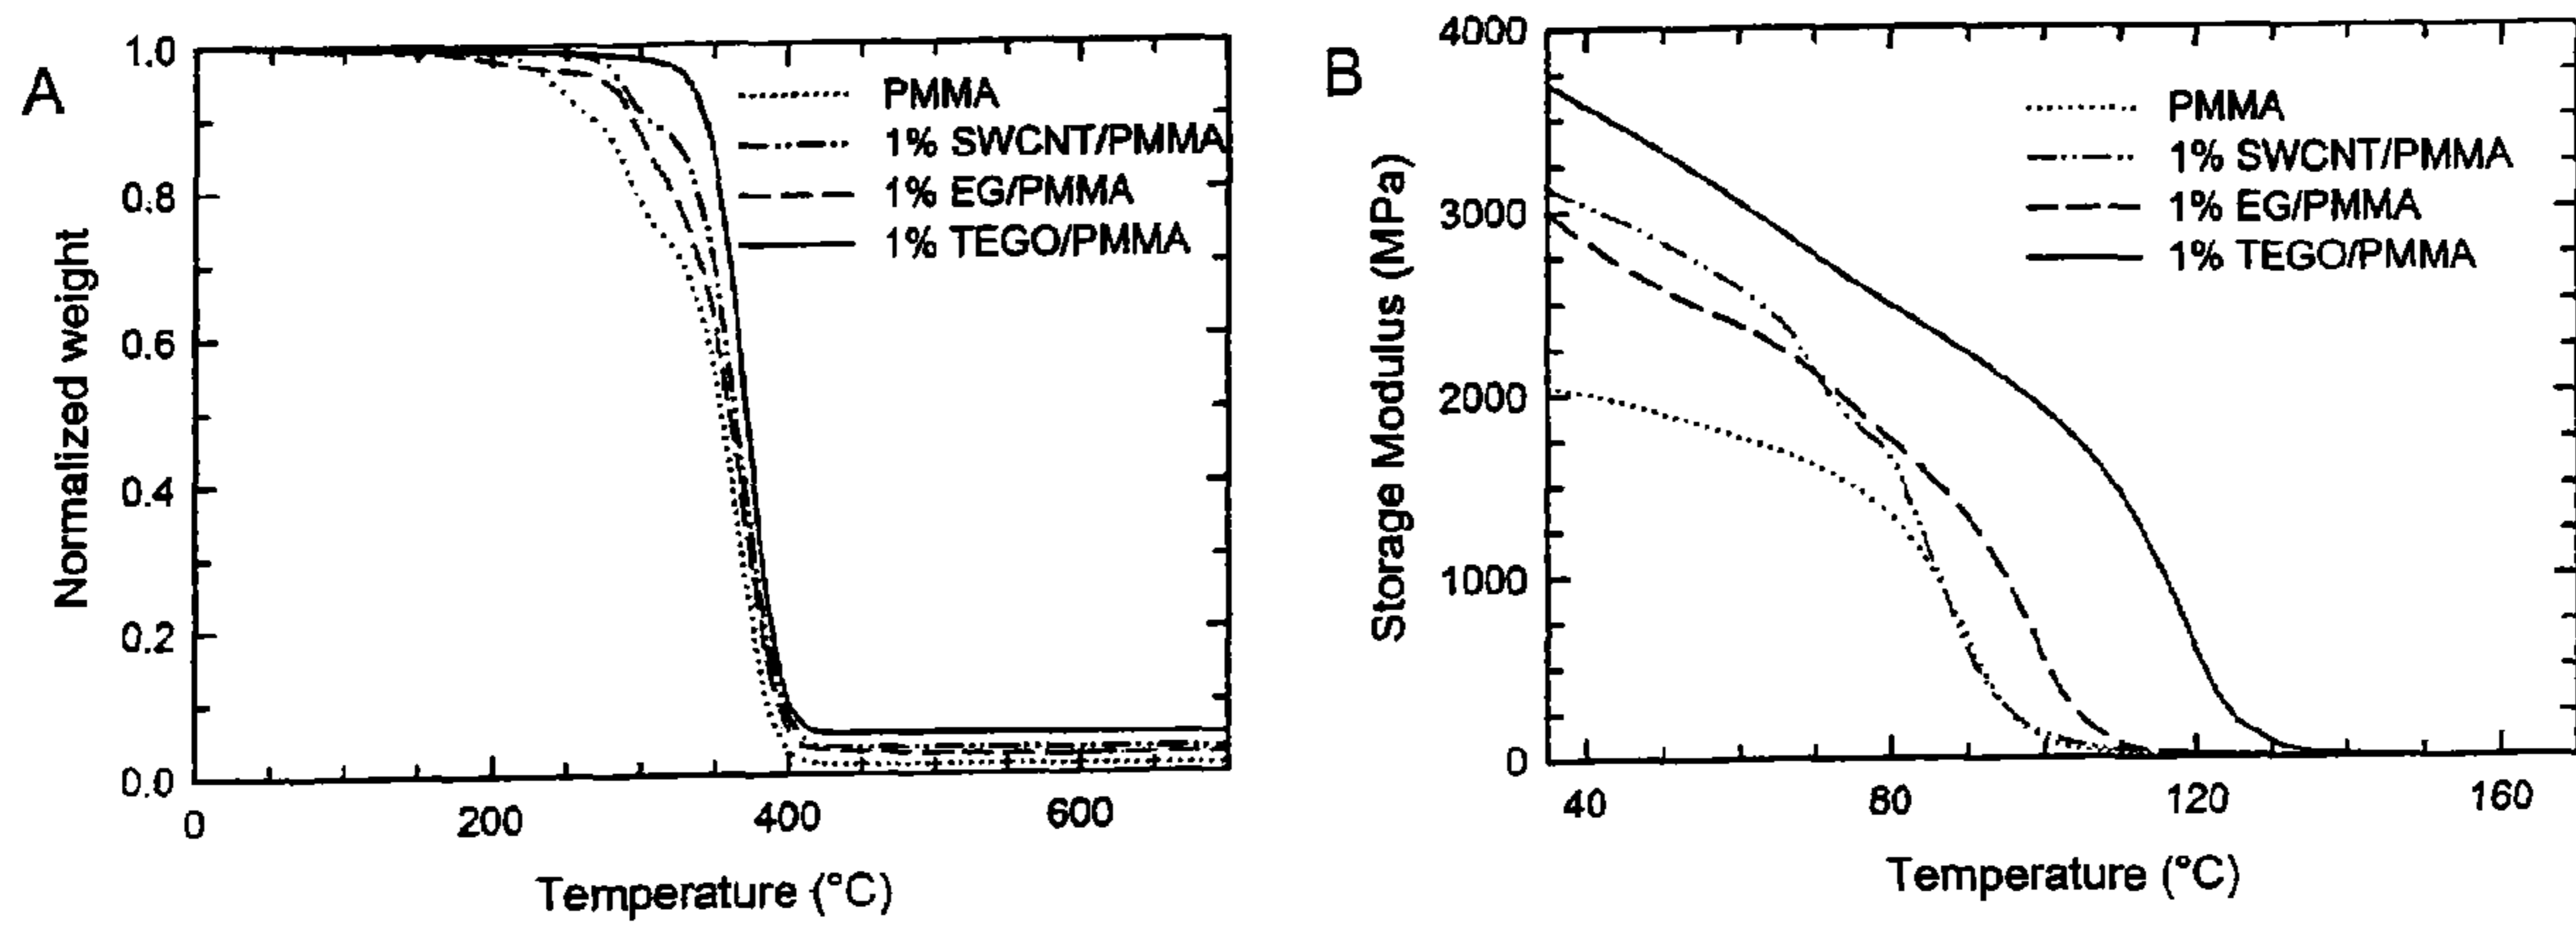 A
1.0
0.8
0.6
0.4
0.2
0.0
Normalized weight
PMMA
1% SWCNT/PMMA
1% EG/PMMA
1% TEGO/PMMA
0
200
400
600
Temperature (°C)
B
4000
3000
2000
1000
0
Storage Modulus (MPa)
PMMA
1% SWCNT/PMMA
1% EG/PMMA
1% TEGO/PMMA
40
80
120
160
Temperature (°C)